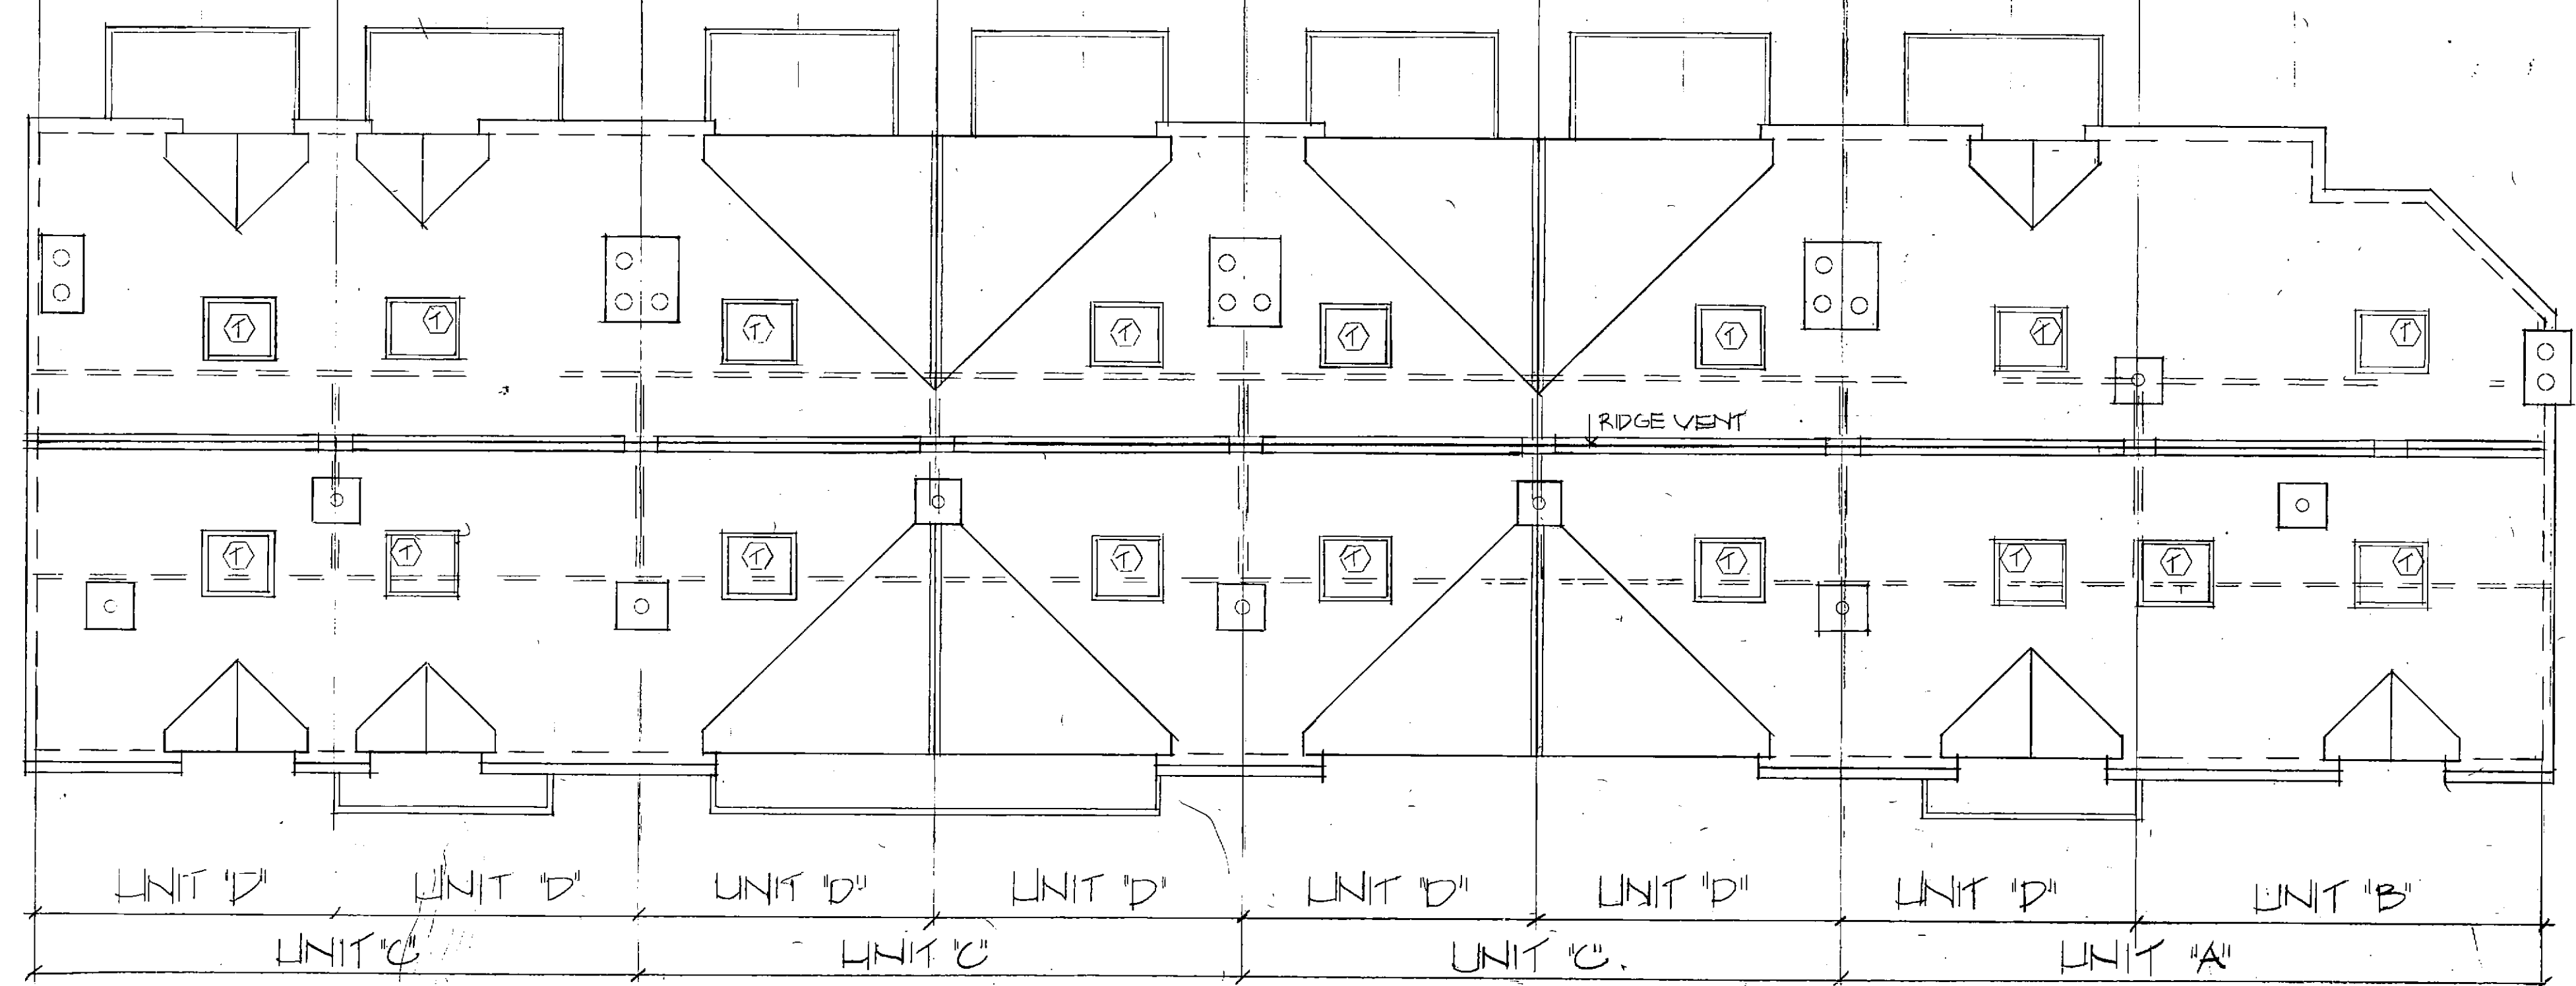 T T T T T T T T
RIDGE VENT
T T T T T T T T T
UNIT "D" UNIT "D" UNIT "D" UNIT "D" UNIT "D" UNIT "D" UNIT "D" UNIT "B"
UNIT "C" UNIT "C" UNIT "C". UNIT "A"